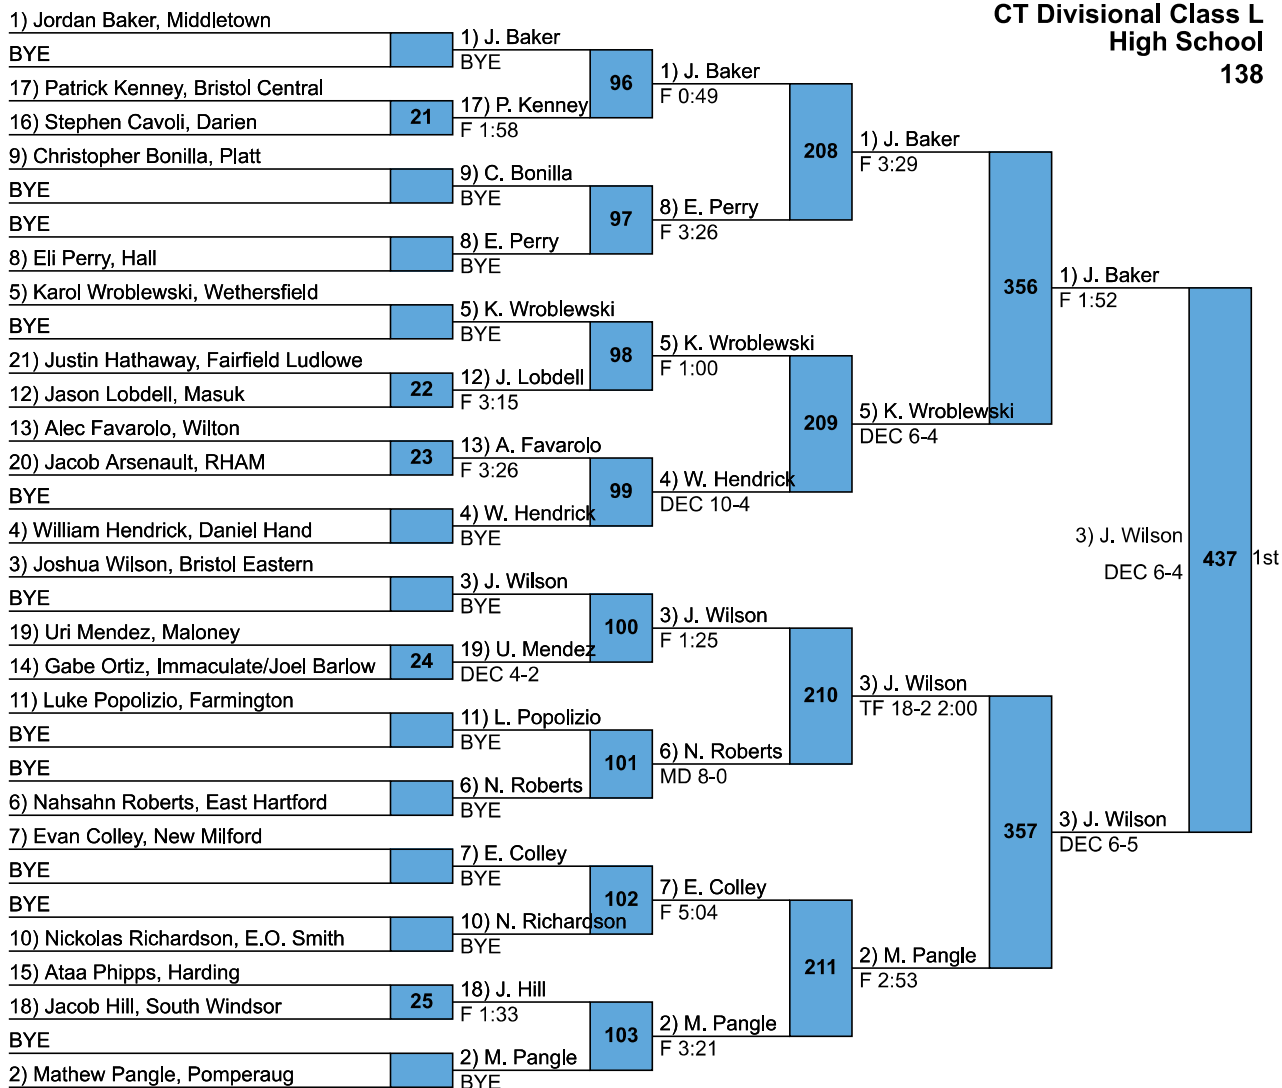 CT Divisional Class L
High School
138
1) Jordan Baker, Middletown
BYE
17) Patrick Kenney, Bristol Central
16) Stephen Cavoli, Darien
9) Christopher Bonilla, Platt
BYE
BYE
8) Eli Perry, Hall
5) Karol Wroblewski, Wethersfield
BYE
21) Justin Hathaway, Fairfield Ludlowe
12) Jason Lobdell, Masuk
13) Alec Favarolo, Wilton
20) Jacob Arsenault, RHAM
BYE
4) William Hendrick, Daniel Hand
3) Joshua Wilson, Bristol Eastern
BYE
19) Uri Mendez, Maloney
14) Gabe Ortiz, Immaculate/Joel Barlow
11) Luke Popolizio, Farmington
BYE
BYE
6) Nahsahn Roberts, East Hartford
7) Evan Colley, New Milford
BYE
BYE
10) Nickolas Richardson, E.O. Smith
15) Ataa Phipps, Harding
18) Jacob Hill, South Windsor
BYE
2) Mathew Pangle, Pomperaug
21
22
23
24
25
1) J. Baker
BYE
17) P. Kenney
F 1:58
9) C. Bonilla
BYE
8) E. Perry
BYE
5) K. Wroblewski
BYE
12) J. Lobdell
F 3:15
13) A. Favarolo
F 3:26
4) W. Hendrick
BYE
3) J. Wilson
BYE
19) U. Mendez
DEC 4-2
11) L. Popolizio
BYE
6) N. Roberts
BYE
7) E. Colley
BYE
10) N. Richardson
BYE
18) J. Hill
F 1:33
2) M. Pangle
BYE
96
97
98
99
100
101
102
103
1) J. Baker
F 0:49
8) E. Perry
F 3:26
5) K. Wroblewski
F 1:00
4) W. Hendrick
DEC 10-4
3) J. Wilson
F 1:25
6) N. Roberts
MD 8-0
7) E. Colley
F 5:04
2) M. Pangle
F 3:21
208
209
210
211
1) J. Baker
F 3:29
5) K. Wroblewski
DEC 6-4
3) J. Wilson
TF 18-2 2:00
2) M. Pangle
F 2:53
356
357
1) J. Baker
F 1:52
3) J. Wilson
DEC 6-5
3) J. Wilson
DEC 6-4
437
1st